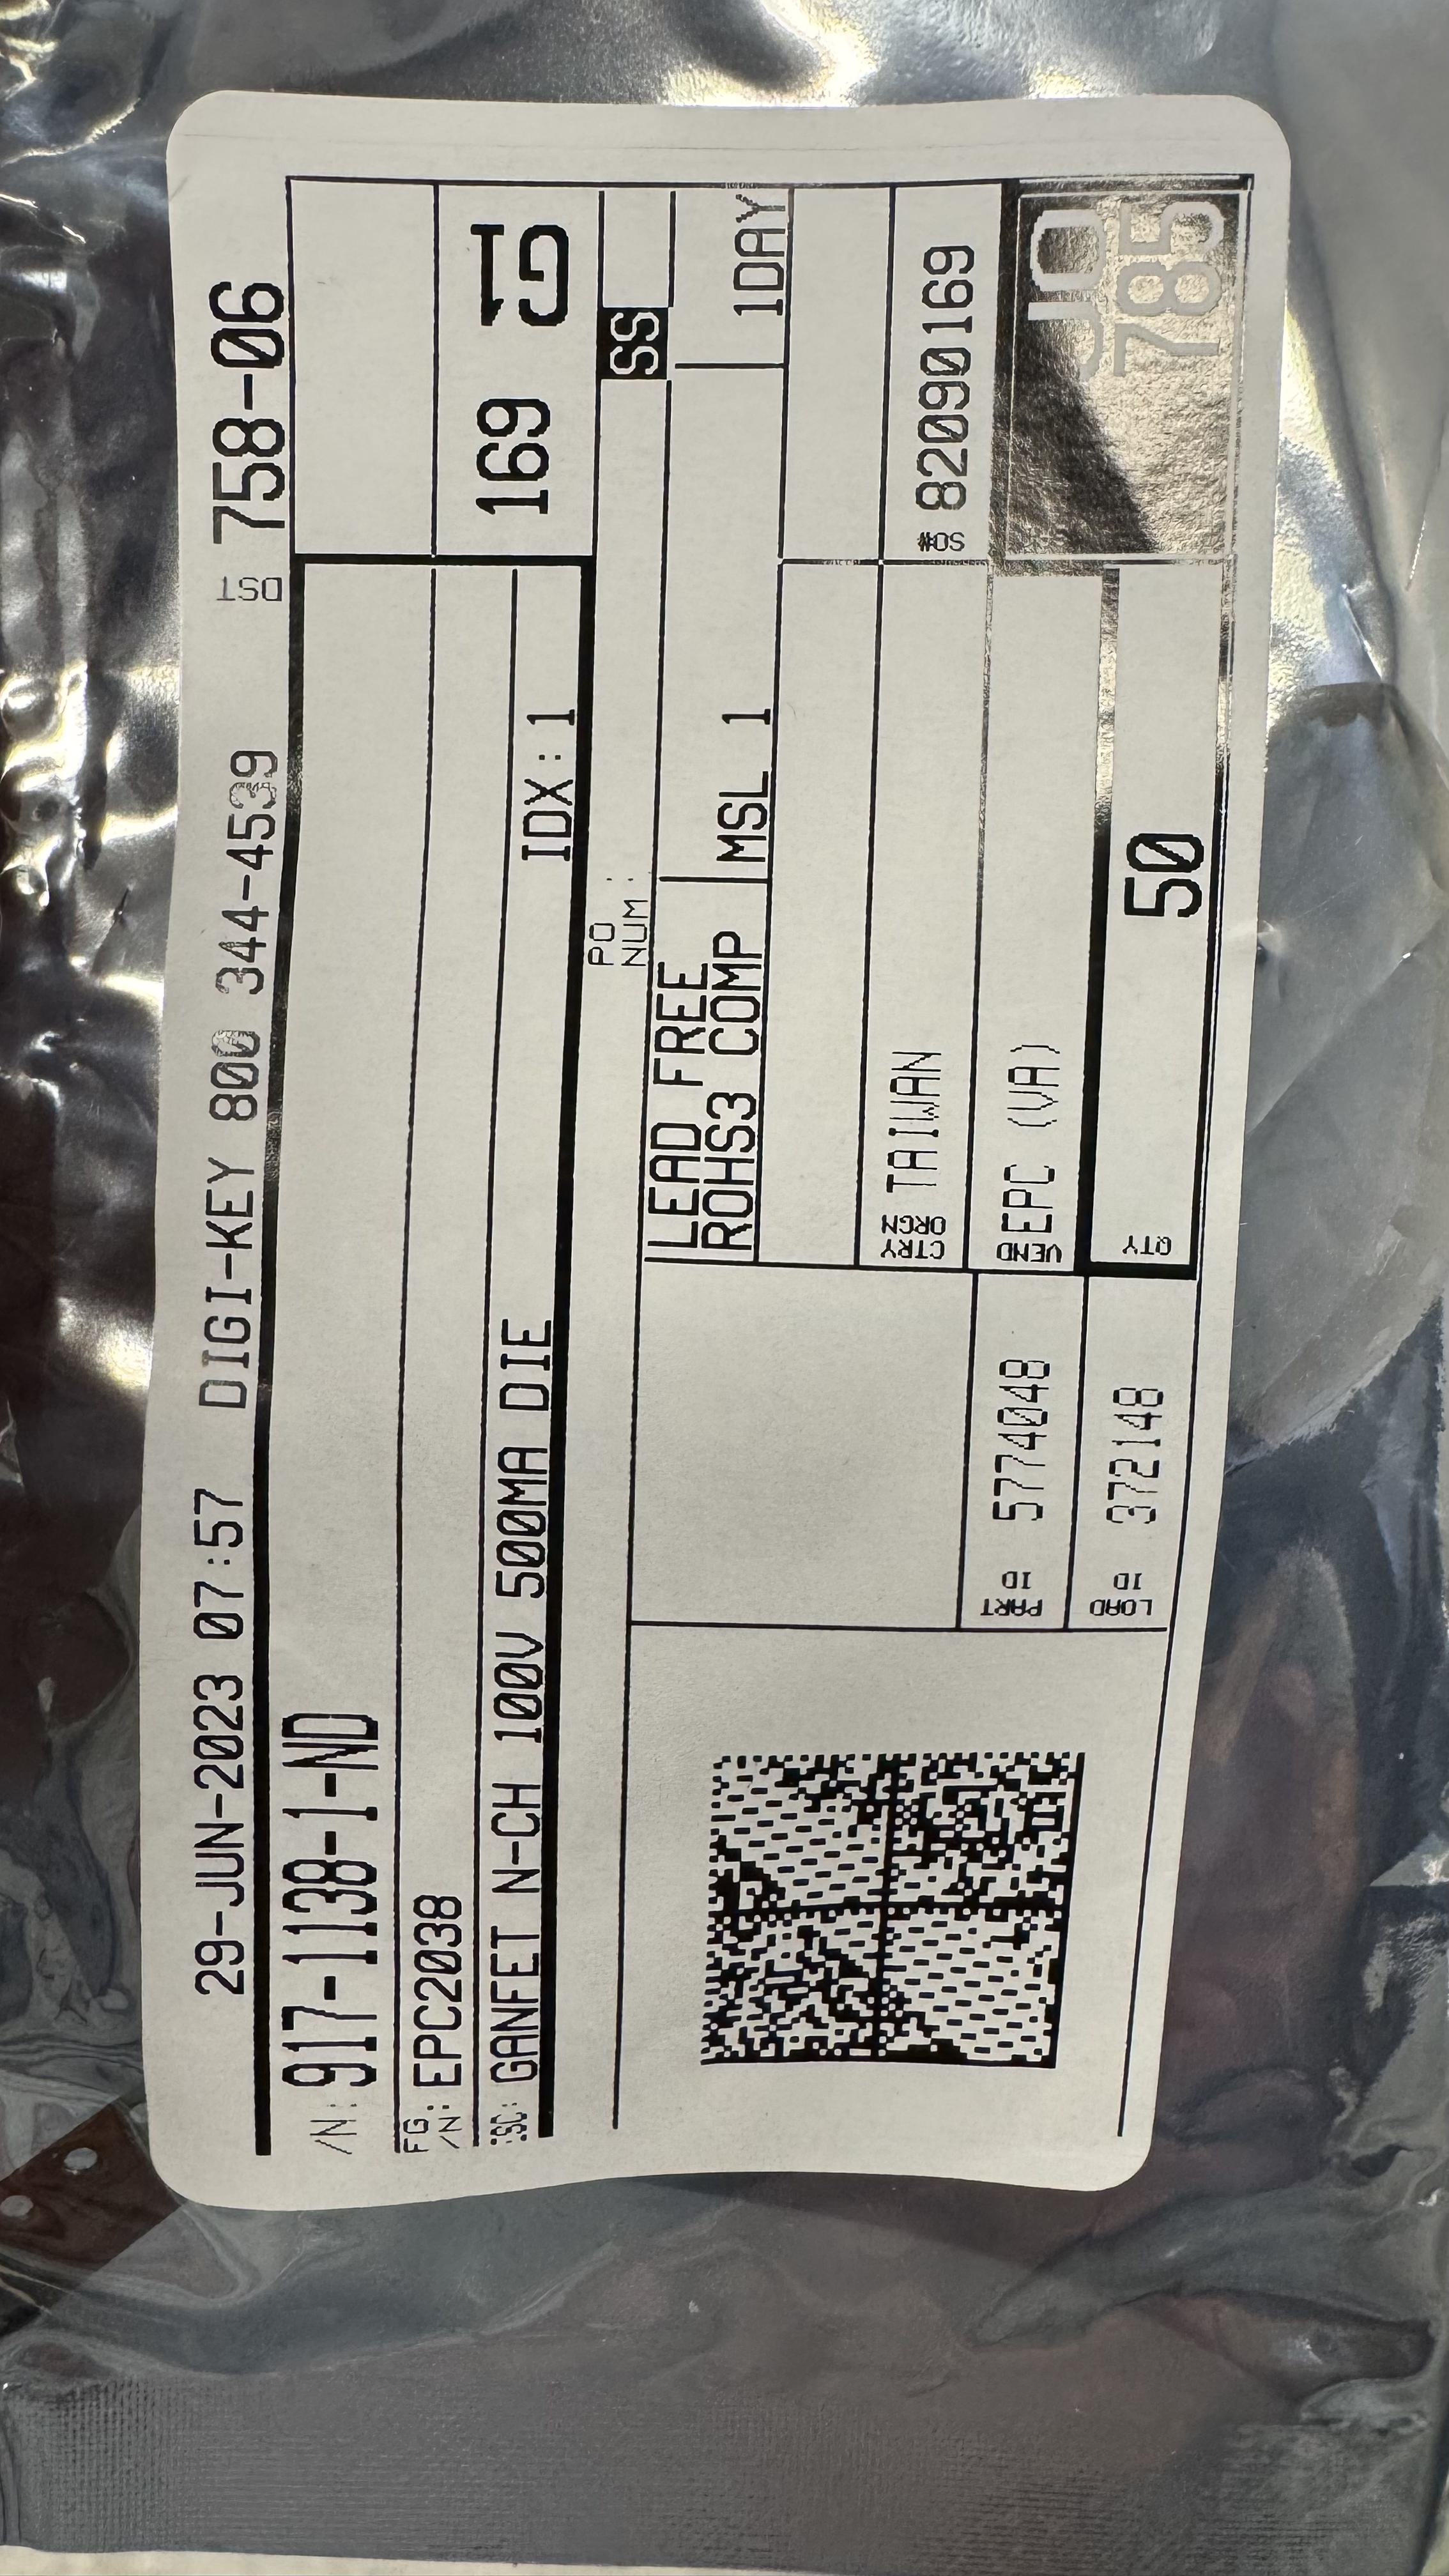 29-JUN-2023 07:57 DIGI-KEY 800 344-4539 DST 758-06
/N: 917-1138-1-ND
FG: /N: EPC2038
GANFET N-CH 100V 500MA DIE IDX: 1
169 G1
PO NUM: SS
LEAD FREE
ROHS3 COMP MSL 1 1DAY
CTRY ORGN TAIWAN SO# 82090169
PART ID 5774048 VEND EPC (VA)
LOAD ID 372148 QTY 50
JO
785